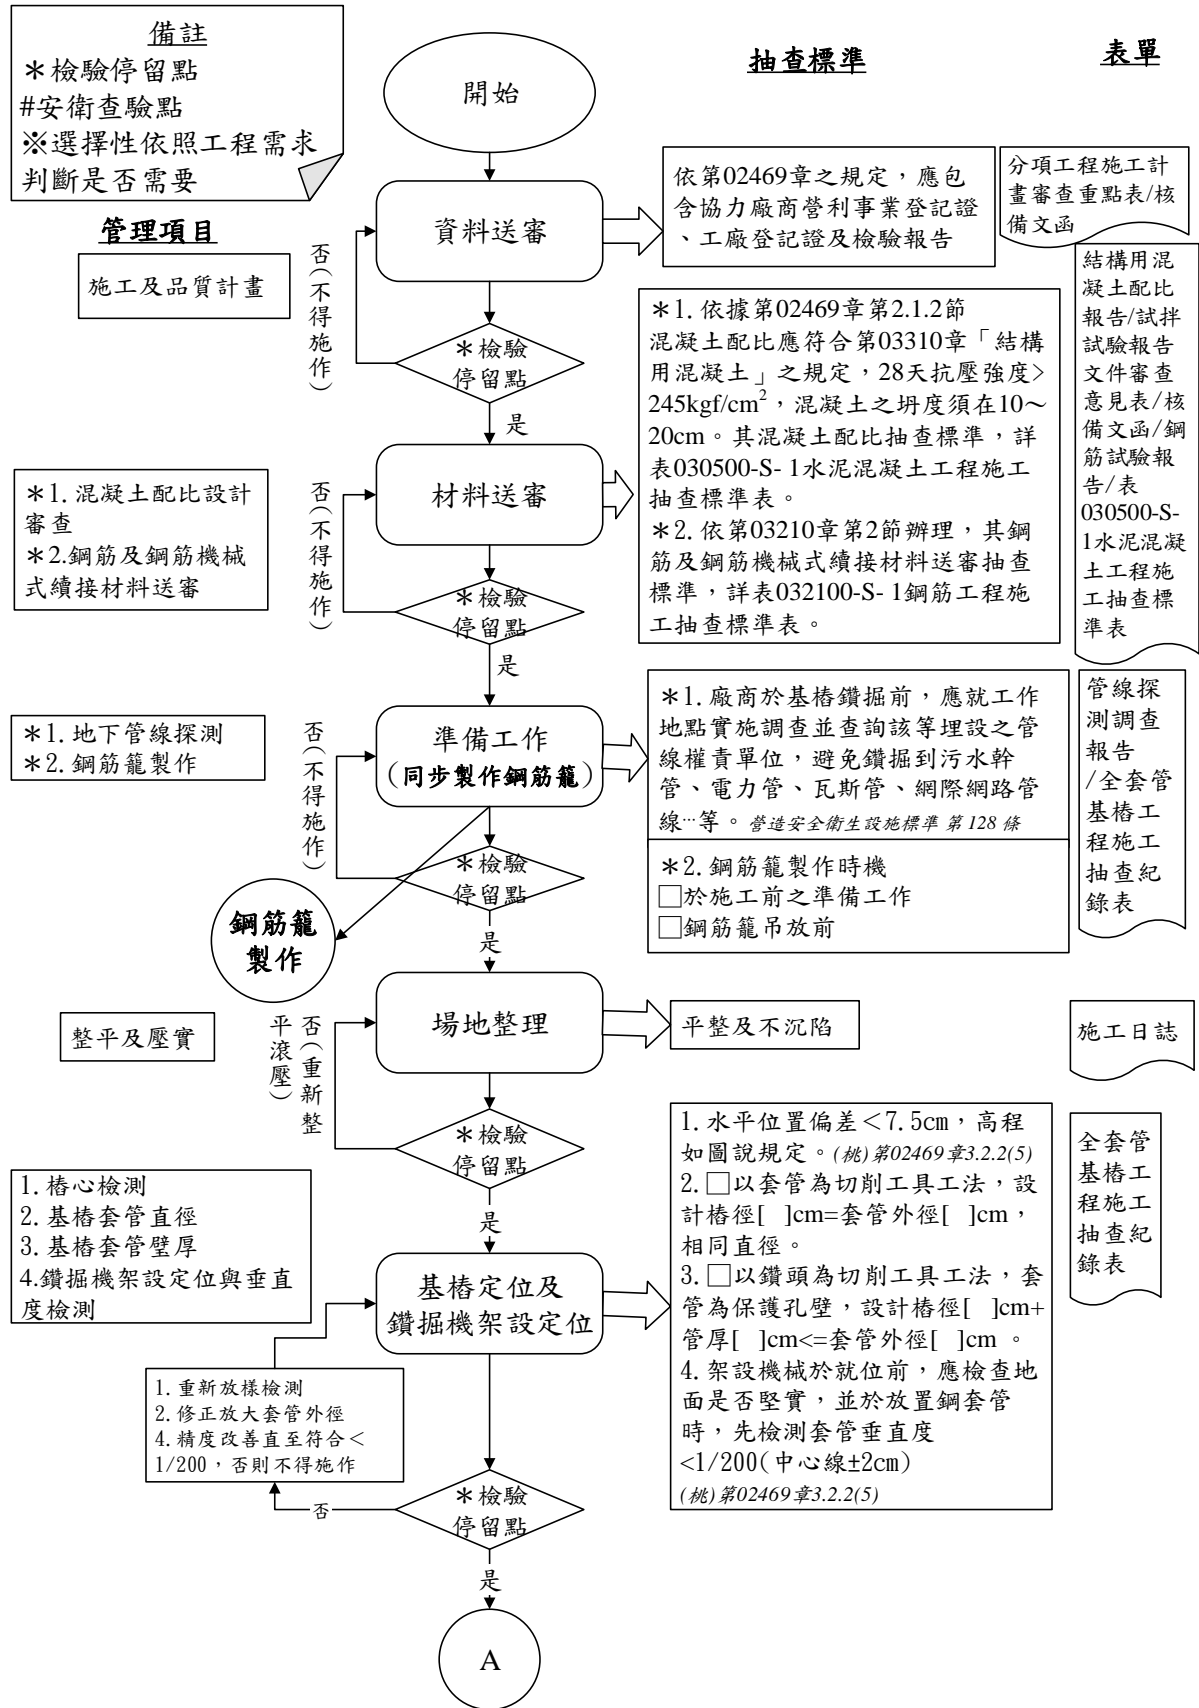 備註
＊檢驗停留點
#安衛查驗點
※選擇性依照工程需求
判斷是否需要
開始
抽查標準
表單
管理項目
施工及品質計畫
資料送審
否(不得施作)
依第02469章之規定，應包
含協力廠商營利事業登記證
、工廠登記證及檢驗報告
分項工程施工計
畫審查重點表/核
備文函
＊檢驗
停留點
是
＊1. 混凝土配比設計
審查
＊2.鋼筋及鋼筋機械
式續接材料送審
材料送審
否(不得施作)
＊1. 依據第02469章第2.1.2節
混凝土配比應符合第03310章「結構
用混凝土」之規定，28天抗壓強度>
245kgf/cm²，混凝土之坍度須在10～
20cm。其混凝土配比抽查標準，詳
表030500-S- 1水泥混凝土工程施工
抽查標準表。
＊2. 依第03210章第2節辦理，其鋼
筋及鋼筋機械式續接材料送審抽查
標準，詳表032100-S- 1鋼筋工程施
工抽查標準表。
結構用混
凝土配比
報告/試拌
試驗報告
文件審查
意見表/核
備文函/鋼
筋試驗報
告/表
030500-S-
1水泥混凝
土工程施
工抽查標
準表
＊檢驗
停留點
是
＊1. 地下管線探測
＊2. 鋼筋籠製作
準備工作
(同步製作鋼筋籠)
否(不得施作)
＊1. 廠商於基樁鑽掘前，應就工作
地點實施調查並查詢該等埋設之管
線權責單位，避免鑽掘到污水幹
管、電力管、瓦斯管、網際網路管
線…等。營造安全衛生設施標準 第 128 條
＊2. 鋼筋籠製作時機
□於施工前之準備工作
□鋼筋籠吊放前
管線探
測調查
報告
/全套管
基樁工
程施工
抽查紀
錄表
＊檢驗
停留點
鋼筋籠
製作
是
整平及壓實
場地整理
否(重新整
平滾壓)
平整及不沉陷
施工日誌
＊檢驗
停留點
是
1. 樁心檢測
2. 基樁套管直徑
3. 基樁套管壁厚
4.鑽掘機架設定位與垂直
度檢測
基樁定位及
鑽掘機架設定位
1. 水平位置偏差＜7.5cm，高程
如圖說規定。(桃)第02469章3.2.2(5)
2. □以套管為切削工具工法，設
計樁徑[ ]cm=套管外徑[ ]cm，
相同直徑。
3. □以鑽頭為切削工具工法，套
管為保護孔壁，設計樁徑[ ]cm+
管厚[ ]cm<=套管外徑[ ]cm 。
4. 架設機械於就位前，應檢查地
面是否堅實，並於放置鋼套管
時，先檢測套管垂直度
<1/200(中心線±2cm)
(桃)第02469章3.2.2(5)
全套管
基樁工
程施工
抽查紀
錄表
1. 重新放樣檢測
2. 修正放大套管外徑
4. 精度改善直至符合＜
1/200，否則不得施作
否
＊檢驗
停留點
是
A